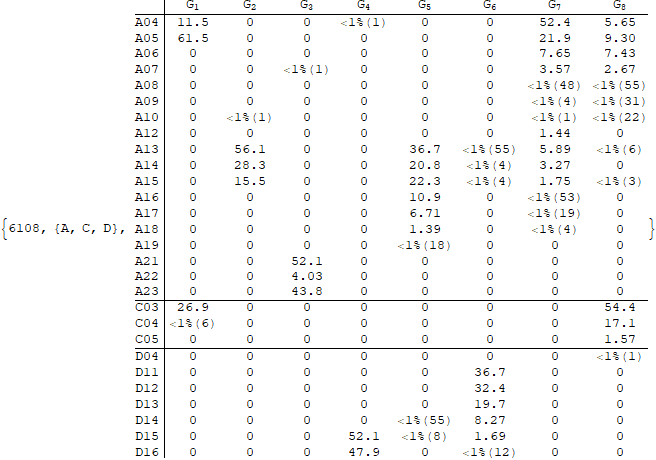 G1 G2 G3 G4 G5 G6 G7 G8
A04 11.5 0 0 <1%(1) 0 0 52.4 5.65
A05 61.5 0 0 0 0 0 21.9 9.30
A06 0 0 0 0 0 0 7.65 7.43
A07 0 0 <1%(1) 0 0 0 3.57 2.67
A08 0 0 0 0 0 0 <1%(48) <1%(55)
A09 0 0 0 0 0 0 <1%(4) <1%(31)
A10 0 <1%(1) 0 0 0 0 <1%(1) <1%(22)
A12 0 0 0 0 0 0 1.44 0
A13 0 56.1 0 0 36.7 <1%(55) 5.89 <1%(6)
A14 0 28.3 0 0 20.8 <1%(4) 3.27 0
A15 0 15.5 0 0 22.3 <1%(4) 1.75 <1%(3)
A16 0 0 0 0 10.9 0 <1%(53) 0
A17 0 0 0 0 6.71 0 <1%(19) 0
{6108, {A, C, D}, A18 0 0 0 0 1.39 0 <1%(4) 0 }
A19 0 0 0 0 <1%(18) 0 0 0
A21 0 0 52.1 0 0 0 0 0
A22 0 0 4.03 0 0 0 0 0
A23 0 0 43.8 0 0 0 0 0
C03 26.9 0 0 0 0 0 0 54.4
C04 <1%(6) 0 0 0 0 0 0 17.1
C05 0 0 0 0 0 0 0 1.57
D04 0 0 0 0 0 0 0 <1%(1)
D11 0 0 0 0 0 36.7 0 0
D12 0 0 0 0 0 32.4 0 0
D13 0 0 0 0 0 19.7 0 0
D14 0 0 0 0 <1%(55) 8.27 0 0
D15 0 0 0 52.1 <1%(8) 1.69 0 0
D16 0 0 0 47.9 0 <1%(12) 0 0